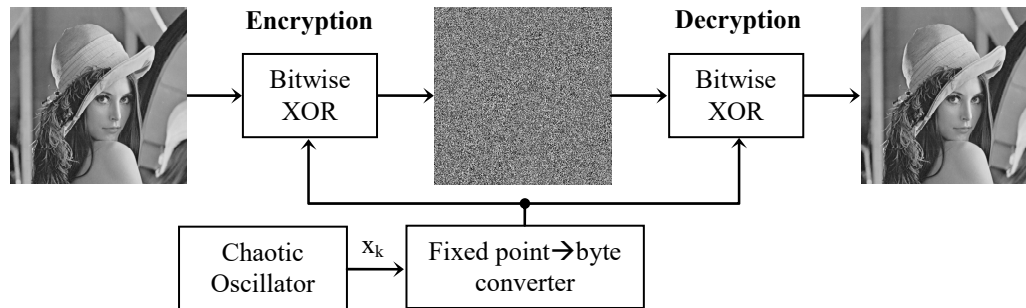 Encryption
Decryption
Bitwise
XOR
Bitwise
XOR
Chaotic
Oscillator
xₖ
Fixed point→byte
converter